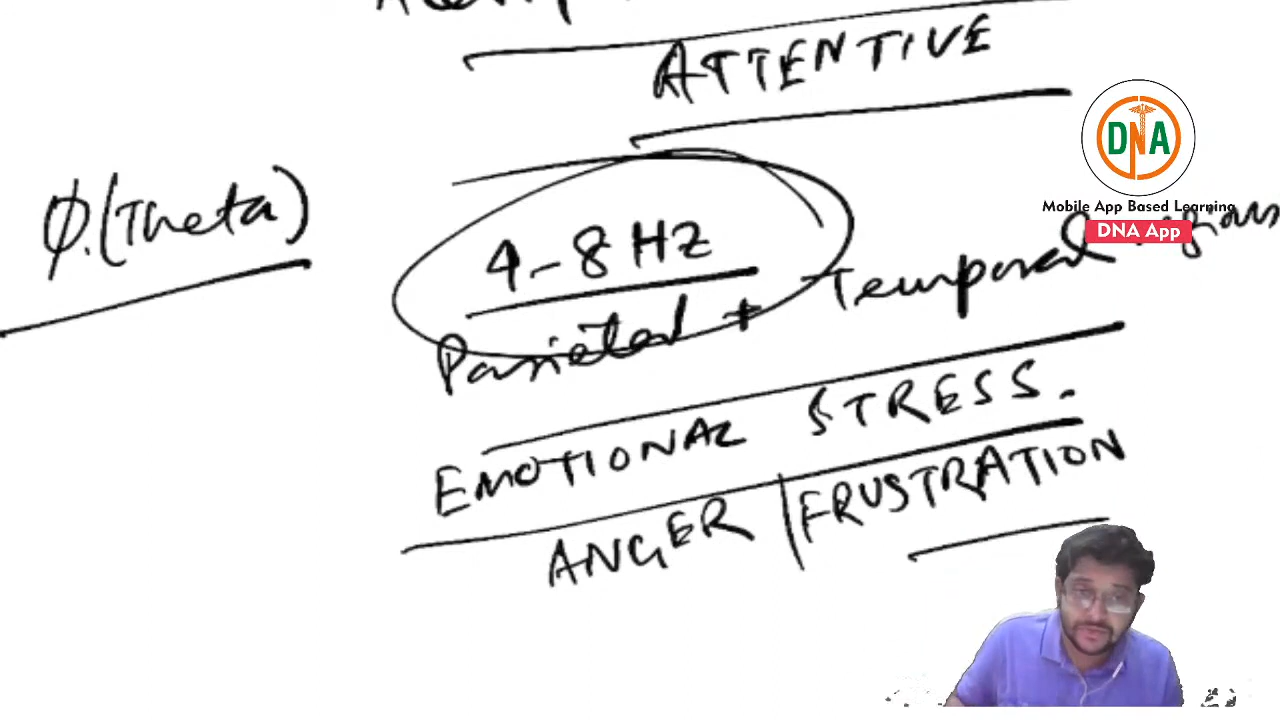 ATTENTIVE
DNA
Mobile App Based Learning
DNA App
φ.(Theta)
4-8 HZ
Parietal + Temporal
EMOTIONAL STRESS.
ANGER / FRUSTRATION